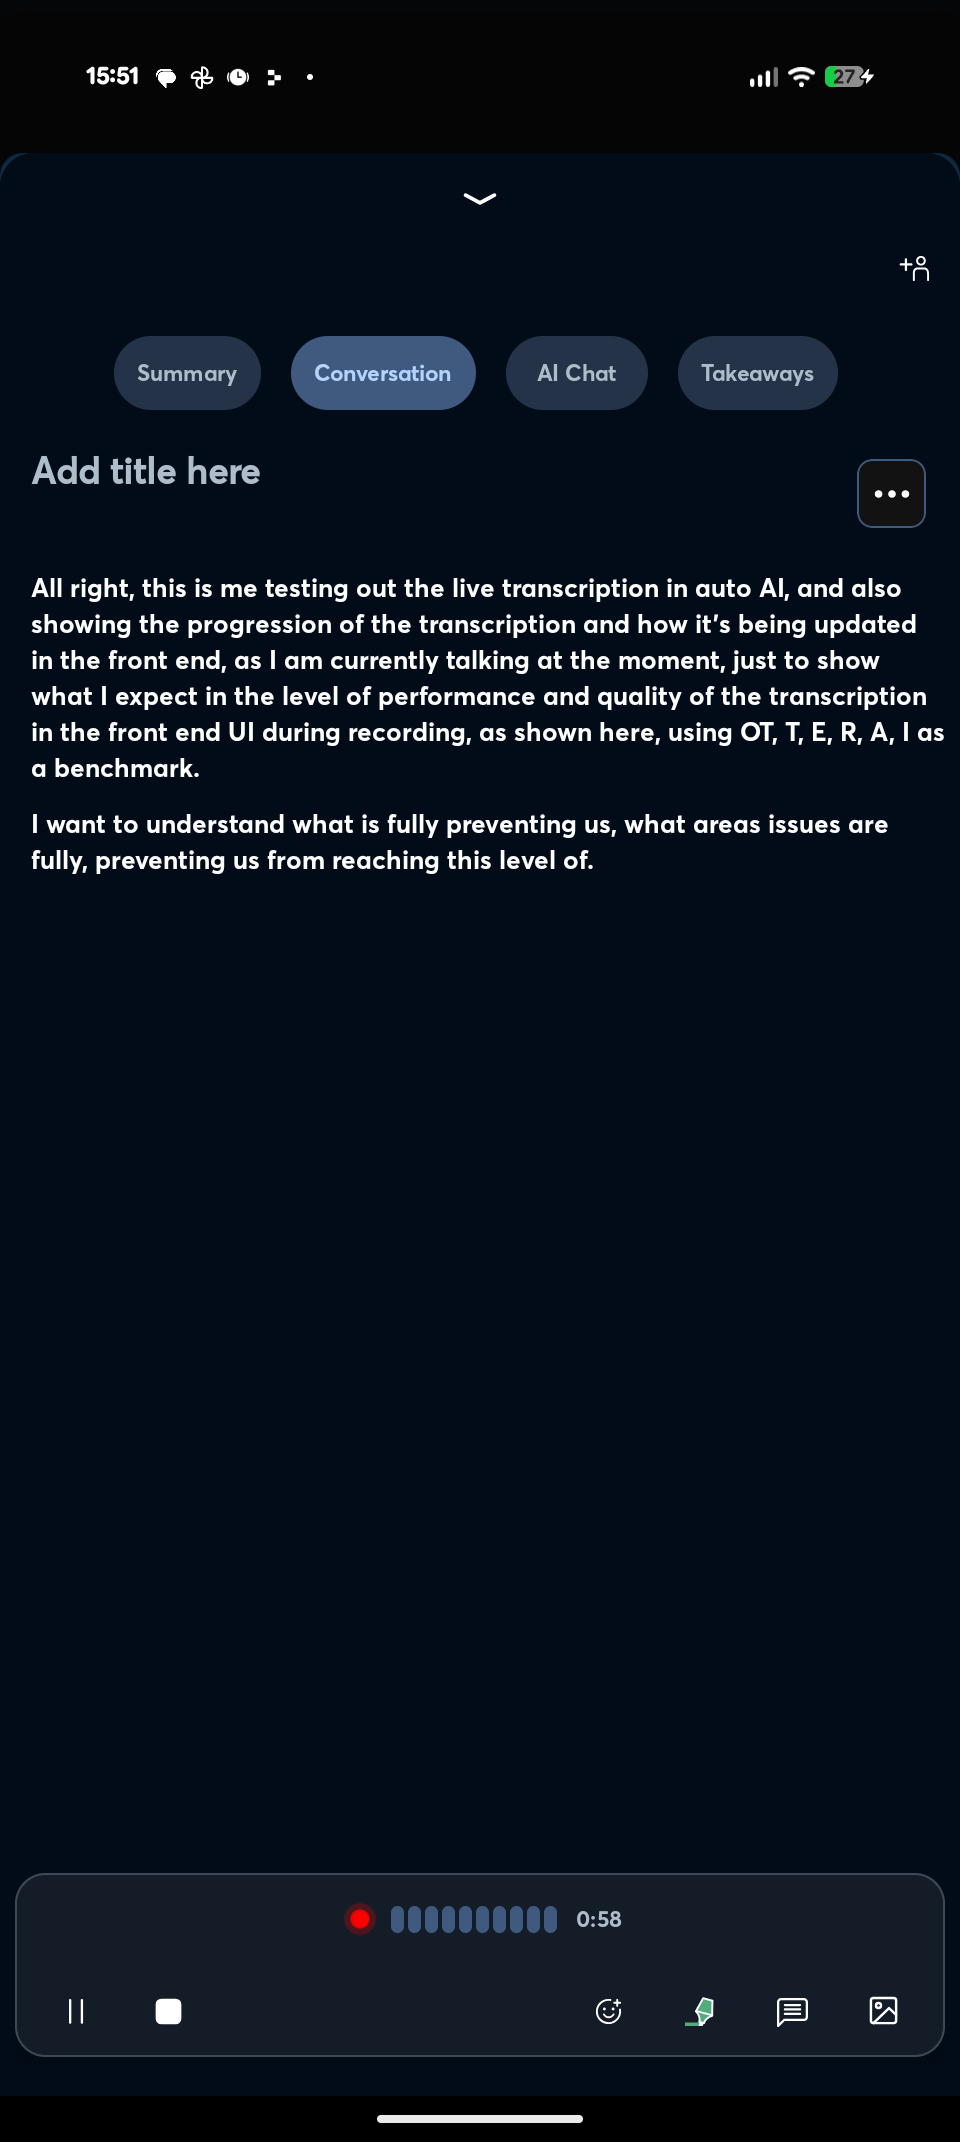 15:51
27
Summary
Conversation
AI Chat
Takeaways
Add title here
All right, this is me testing out the live transcription in auto AI, and also
showing the progression of the transcription and how it's being updated
in the front end, as I am currently talking at the moment, just to show
what I expect in the level of performance and quality of the transcription
in the front end UI during recording, as shown here, using OT, T, E, R, A, I as
a benchmark.
I want to understand what is fully preventing us, what areas issues are
fully, preventing us from reaching this level of.
0:58